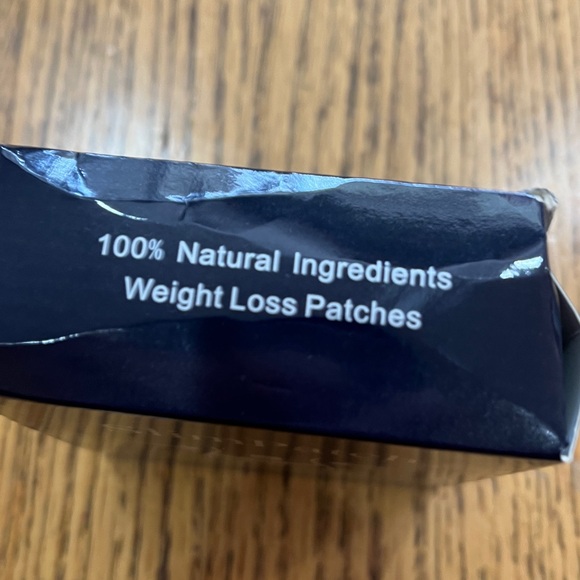 100% Natural Ingredients
Weight Loss Patches